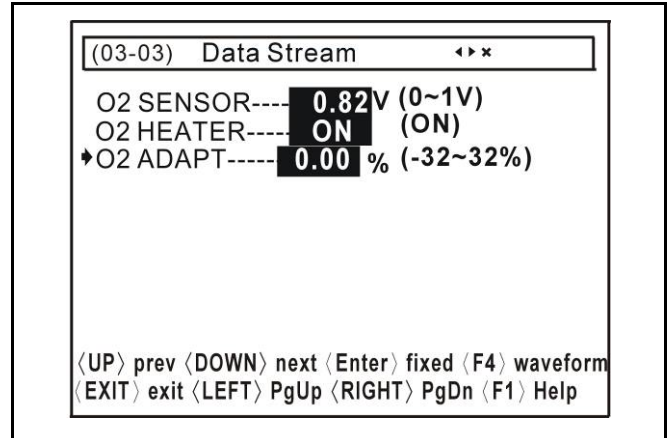 (03-03) Data Stream ◂ ▸ ×
O2 SENSOR---- 0.82 V (0~1V)
O2 HEATER----- ON (ON)
➧O2 ADAPT----- 0.00 % (-32~32%)
〈UP〉 prev 〈DOWN〉 next 〈Enter〉 fixed 〈F4〉 waveform
〈EXIT〉 exit 〈LEFT〉 PgUp 〈RIGHT〉 PgDn 〈F1〉 Help